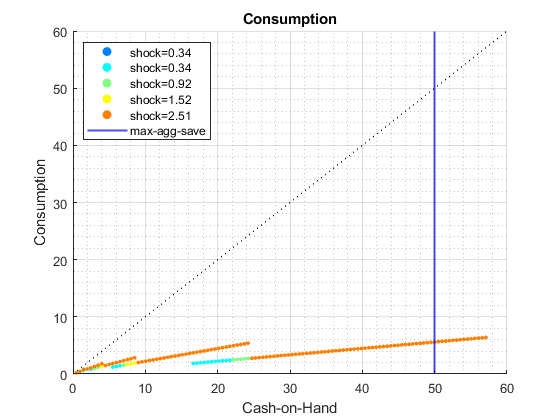 Consumption
60
50
40
30
20
10
0
Consumption
shock=0.34
shock=0.34
shock=0.92
shock=1.52
shock=2.51
max-agg-save
0 10 20 30 40 50 60
Cash-on-Hand